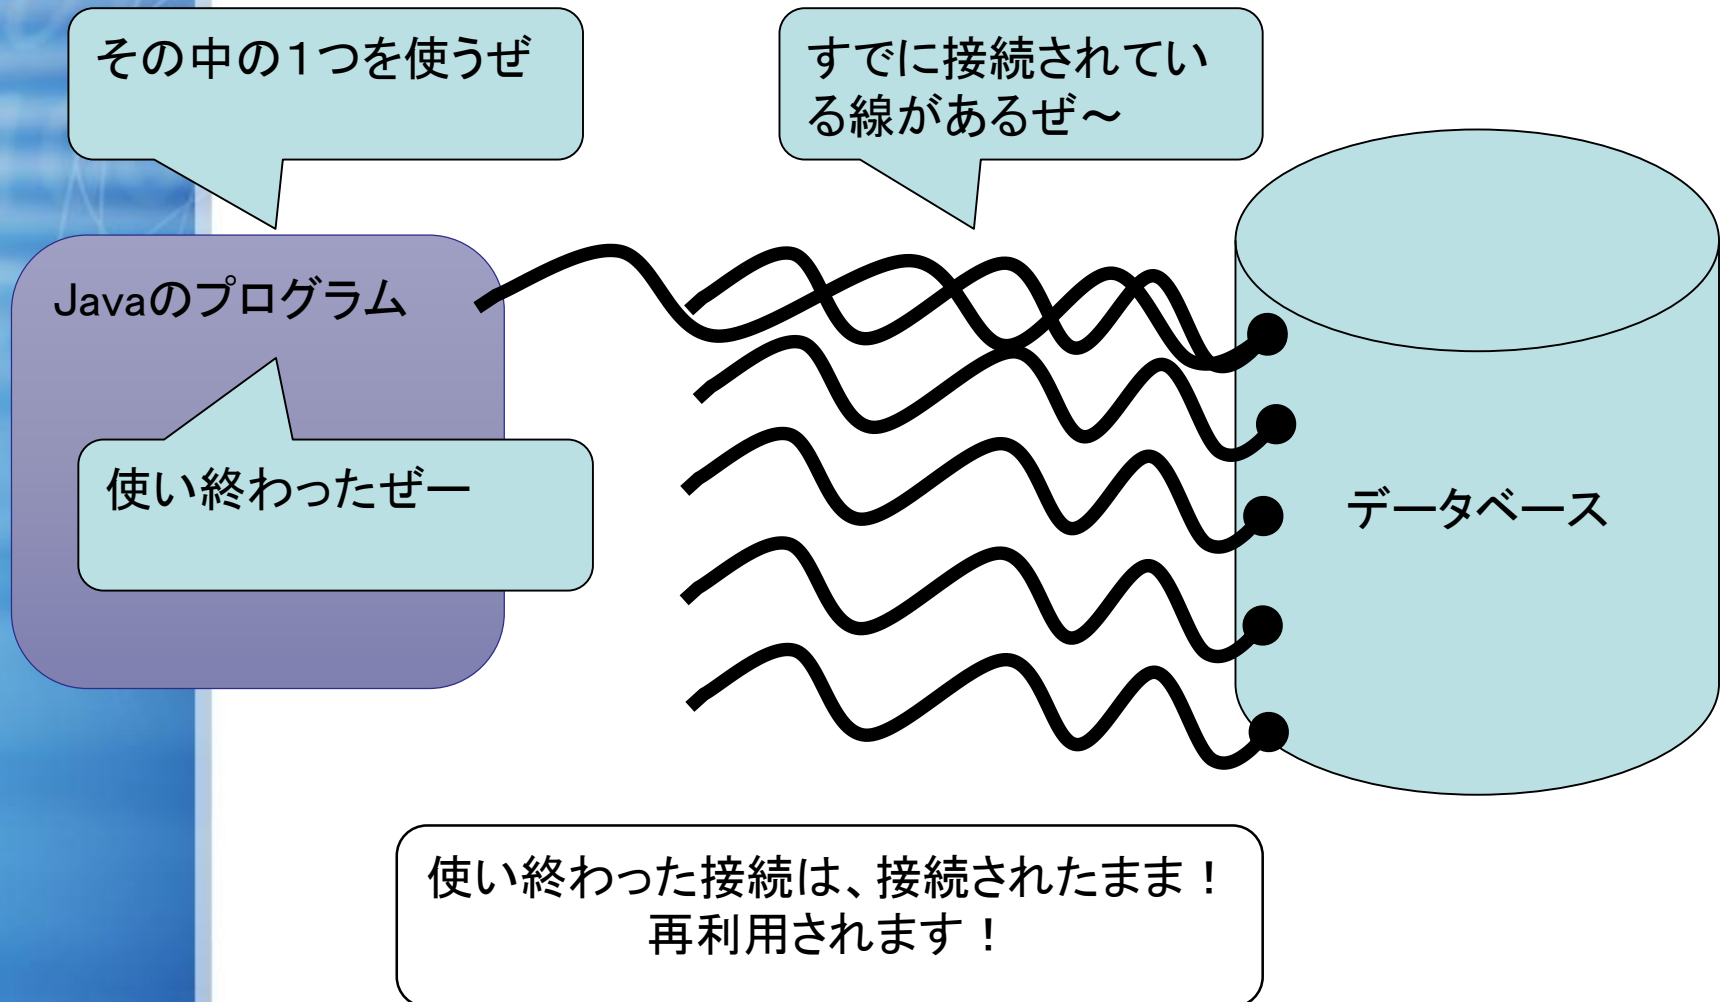 その中の１つを使うぜ
すでに接続されてい
る線があるぜ～
Javaのプログラム
使い終わったぜー
データベース
使い終わった接続は、接続されたまま！
再利用されます！